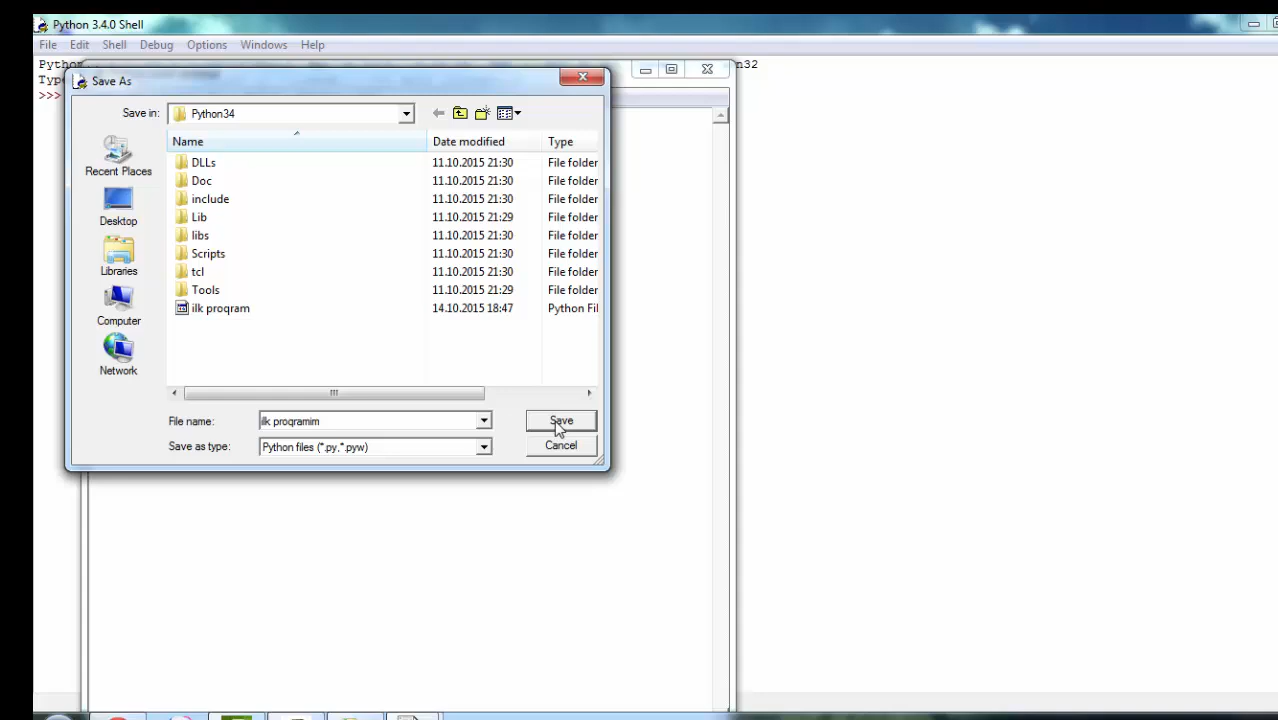 Python 3.4.0 Shell
File Edit Shell Debug Options Windows Help
Python
n32
Type
>>>
Save As
Save in: Python34
Name Date modified Type
DLLs 11.10.2015 21:30 File folder
Doc 11.10.2015 21:30 File folder
include 11.10.2015 21:30 File folder
Lib 11.10.2015 21:29 File folder
libs 11.10.2015 21:30 File folder
Scripts 11.10.2015 21:30 File folder
tcl 11.10.2015 21:30 File folder
Tools 11.10.2015 21:29 File folder
ilk proqram 14.10.2015 18:47 Python Fil
Recent Places
Desktop
Libraries
Computer
Network
File name: ilk proqramim Save
Save as type: Python files (*.py,*.pyw) Cancel